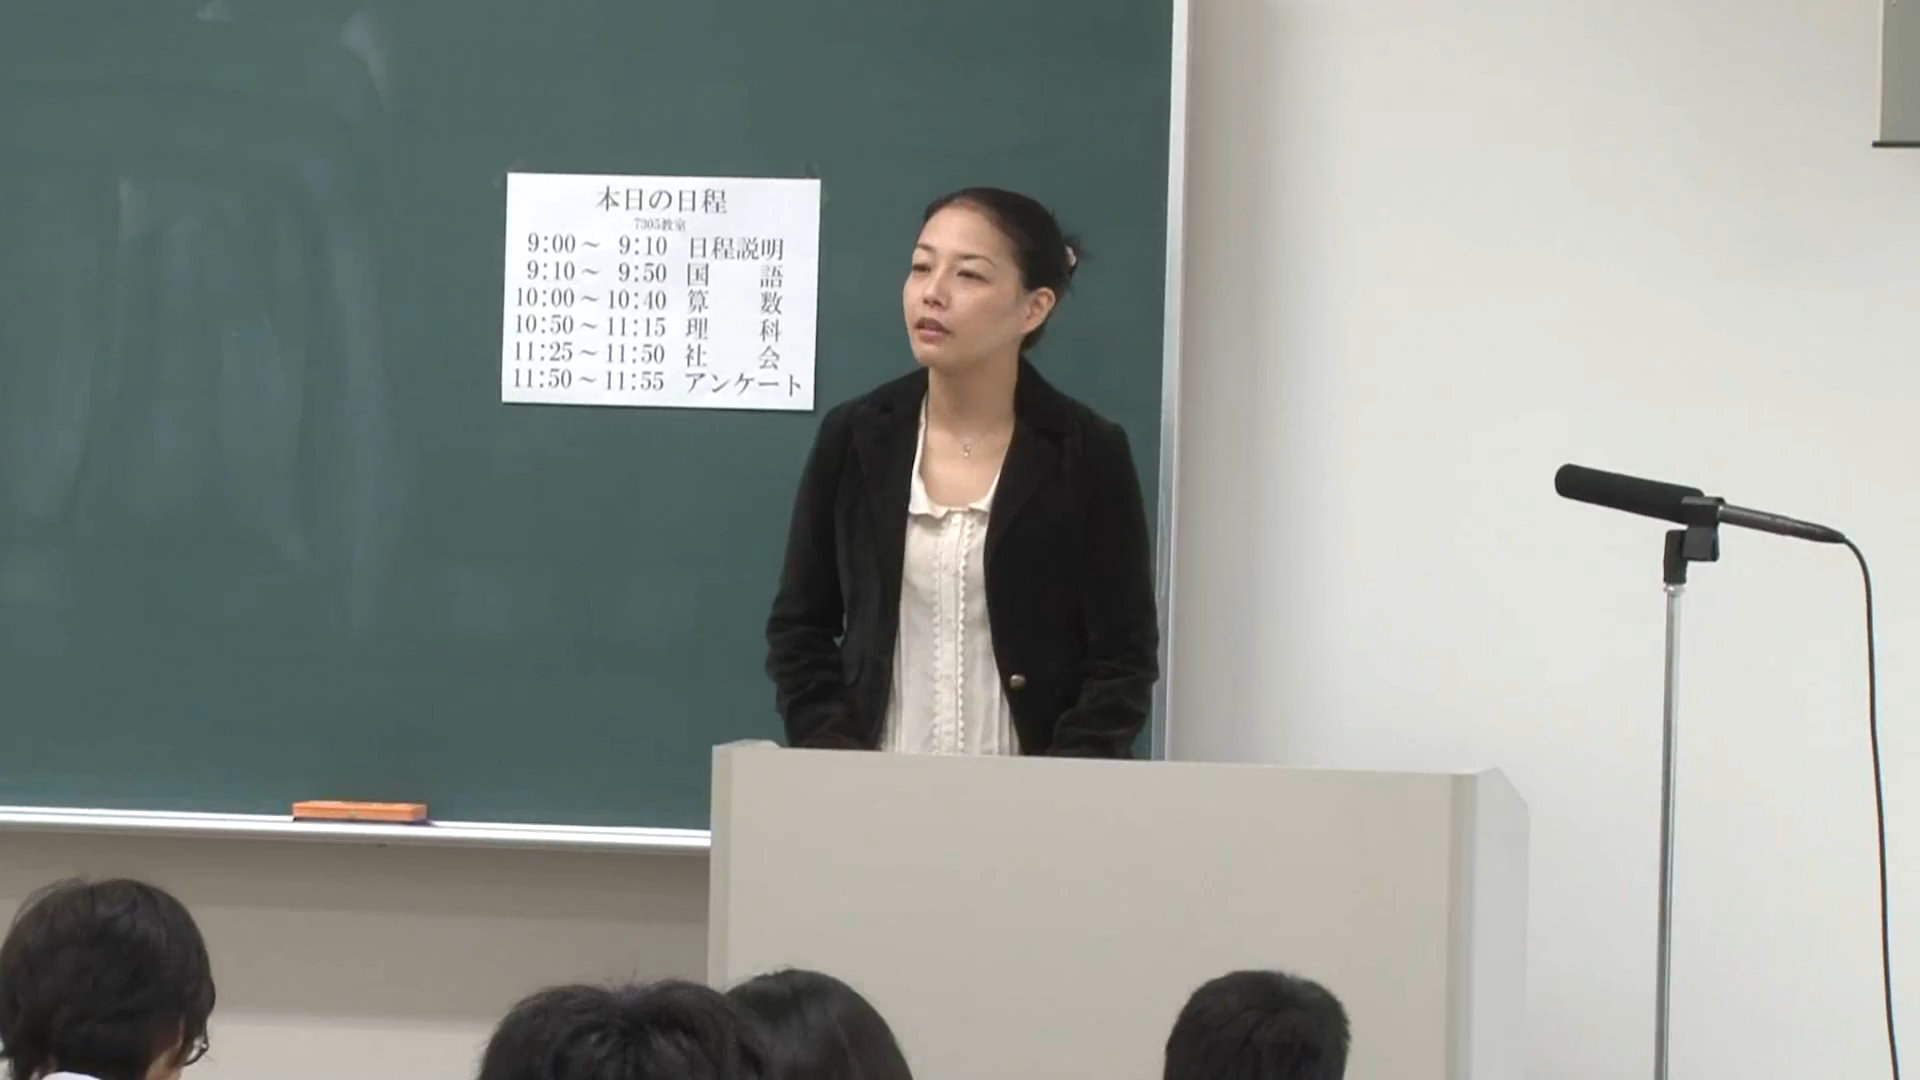 本日の日程
7305教室
9:00～ 9:10 日程説明
9:10～ 9:50 国 語
10:00～10:40 算 数
10:50～11:15 理 科
11:25～11:50 社 会
11:50～11:55 アンケート